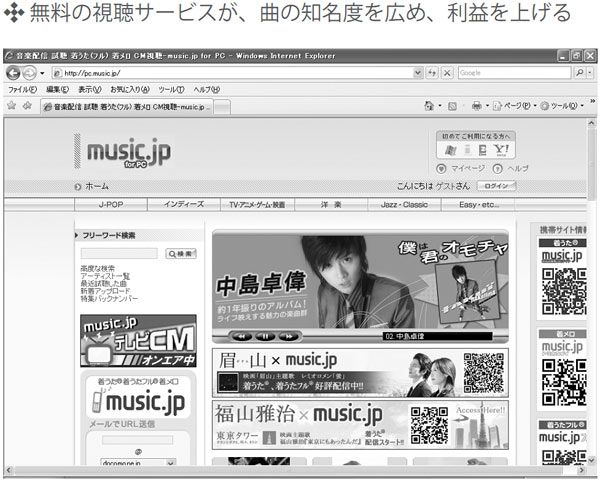 無料の視聴サービスが、曲の知名度を広め、利益を上げる
音楽配信 試聴 着うた(フル) 着メロ CM視聴-music.jp for PC - Windows Internet Explorer
http://pc.music.jp/
Google
ファイル(F) 編集(E) 表示(V) お気に入り(A) ツール(T) ヘルプ(H)
音楽配信 試聴 着うた(フル) 着メロ CM視聴-music.jp ...
ページ(P) ツール(O)
music.jp
for PC
初めてご利用になる方へ
マイページ ヘルプ
ホーム
こんにちは ゲストさん ログイン
J-POP インディーズ TV・アニメ・ゲーム・映画 洋楽 Jazz・Classic Easy・etc...
フリーワード検索
検索
高度な検索
アーティスト一覧
最近試聴した曲
新着アップロード
特集バックナンバー
music.jp
テレビCM
オンエア中
着うた®着うたフル®着メロ
music.jp
メールでURL送信
@
docomo.ne.jp
僕は君のオモチャ
中島卓偉
約1年振りのアルバム!
ライブ映えする魅力の楽曲群
02. 中島卓偉
眉山×music.jp
映画「眉山」主題歌 レミオロメン「蛍」
着うた®、着うたフル®好評配信中!!
福山雅治×music.jp
Access Here!!
東京タワー
映画主題歌
福山雅治「東京にもあったんだ」
着うた®
配信スタート!!
携帯サイト情報
着うた®
music.jp
着メロ
music.jp
着うたフル®
music.jp